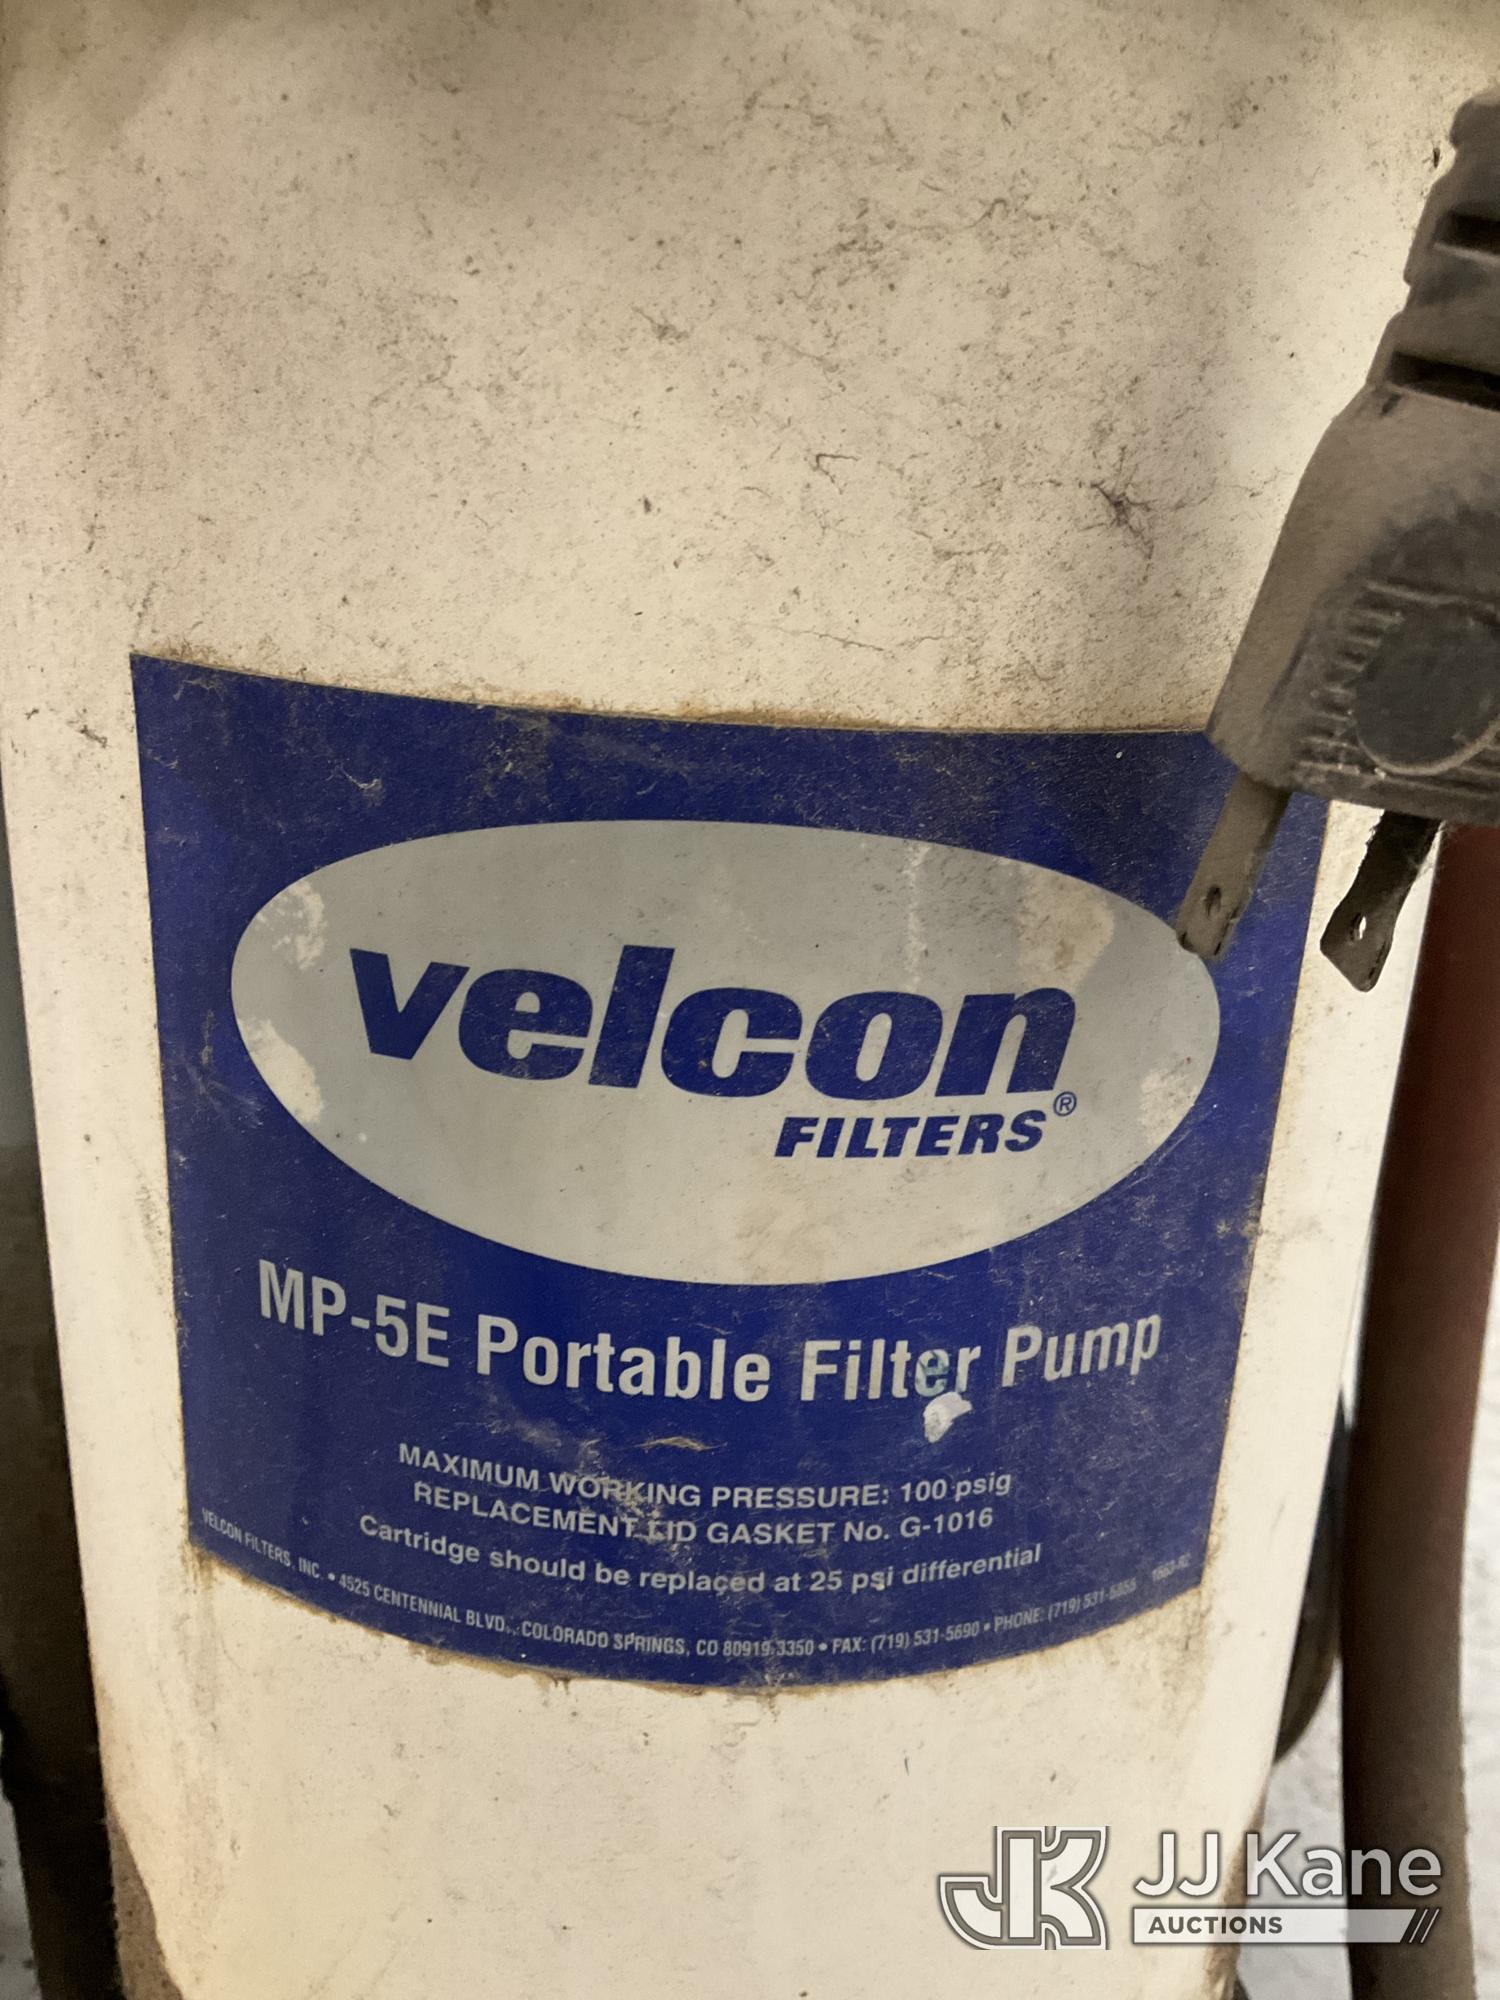 velcon
FILTERS®
MP-5E Portable Filter Pump
MAXIMUM WORKING PRESSURE: 100 psig
REPLACEMENT LID GASKET No. G-1016
Cartridge should be replaced at 25 psi differential
VELCON FILTERS, INC. • 4525 CENTENNIAL BLVD., COLORADO SPRINGS, CO 80919-3350 • FAX: (719) 531-5690 • PHONE: (719)
JK JJ Kane
AUCTIONS